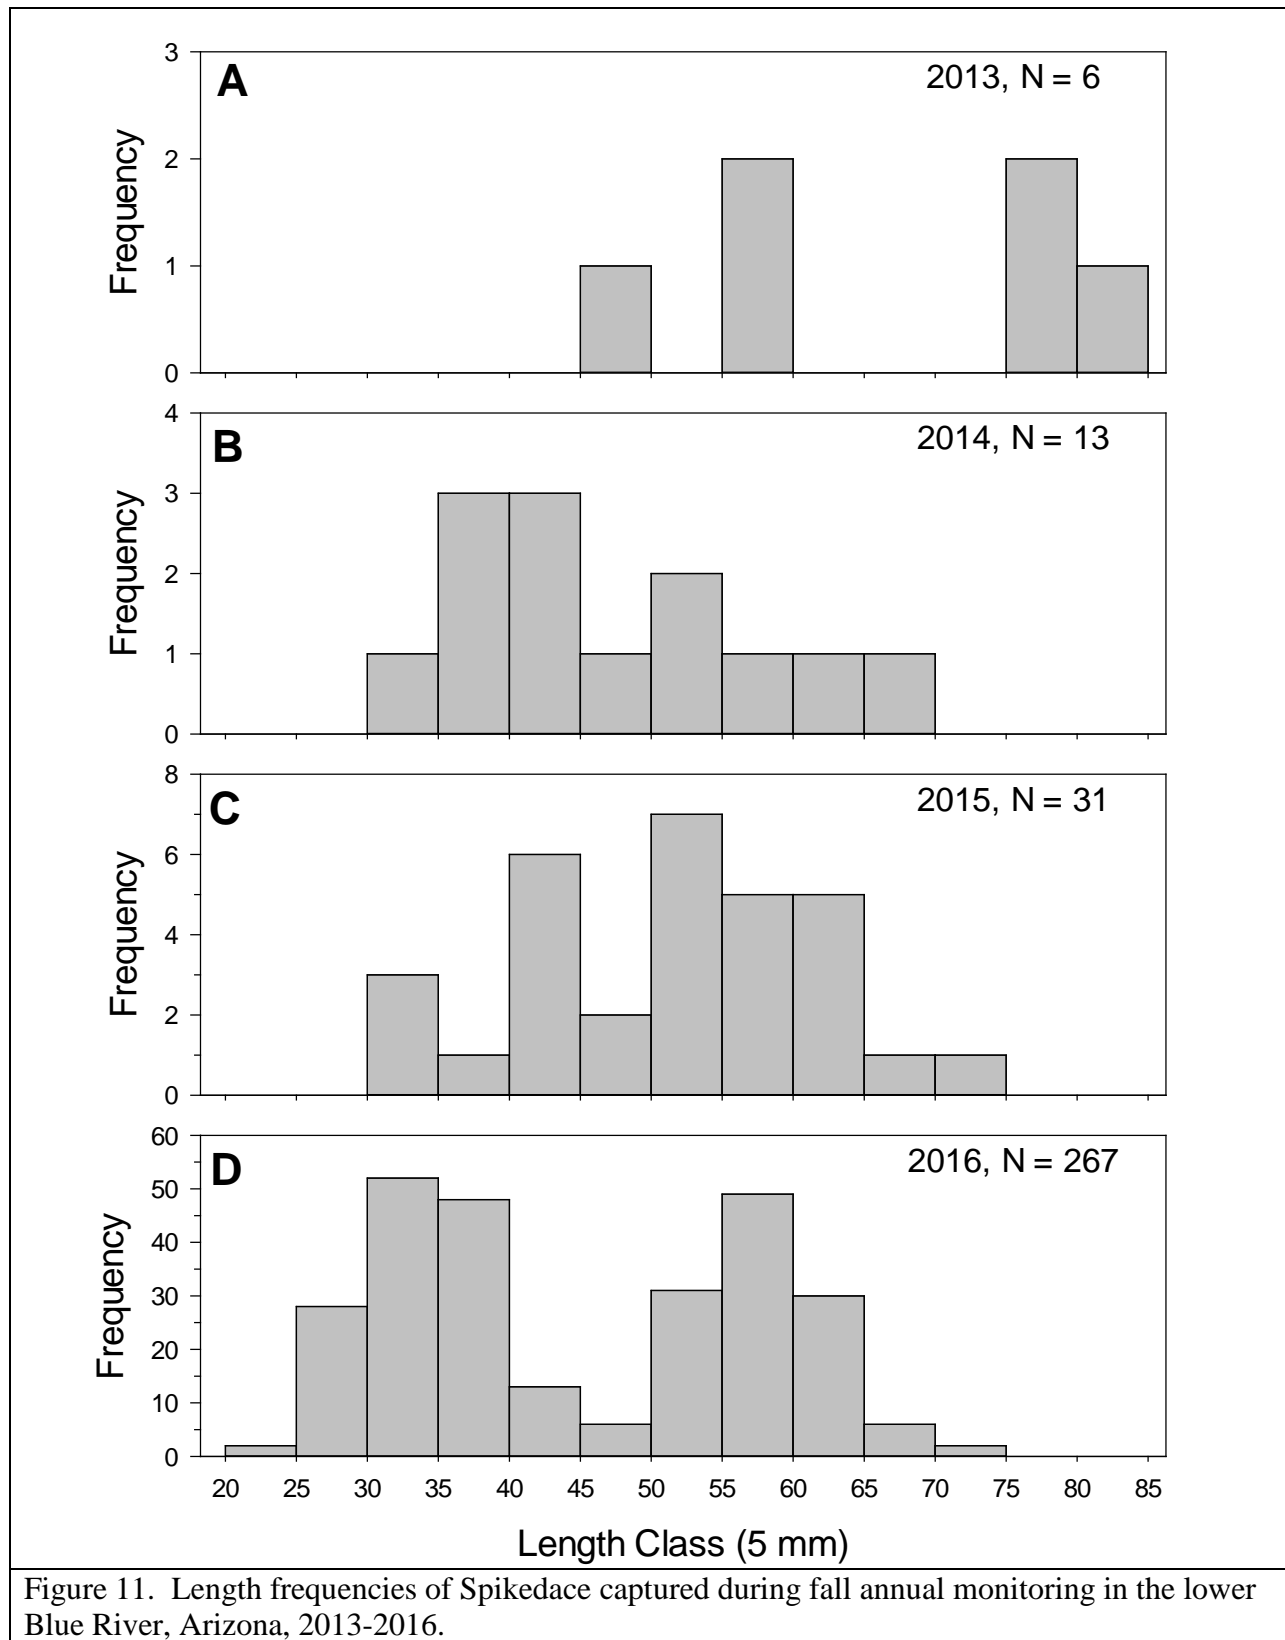 A
2013, N = 6
Frequency
3
2
1
0
B
2014, N = 13
Frequency
4
3
2
1
0
C
2015, N = 31
Frequency
8
6
4
2
0
D
2016, N = 267
Frequency
60
50
40
30
20
10
0
20 25 30 35 40 45 50 55 60 65 70 75 80 85
Length Class (5 mm)
Figure 11.  Length frequencies of Spikedace captured during fall annual monitoring in the lower
Blue River, Arizona, 2013-2016.